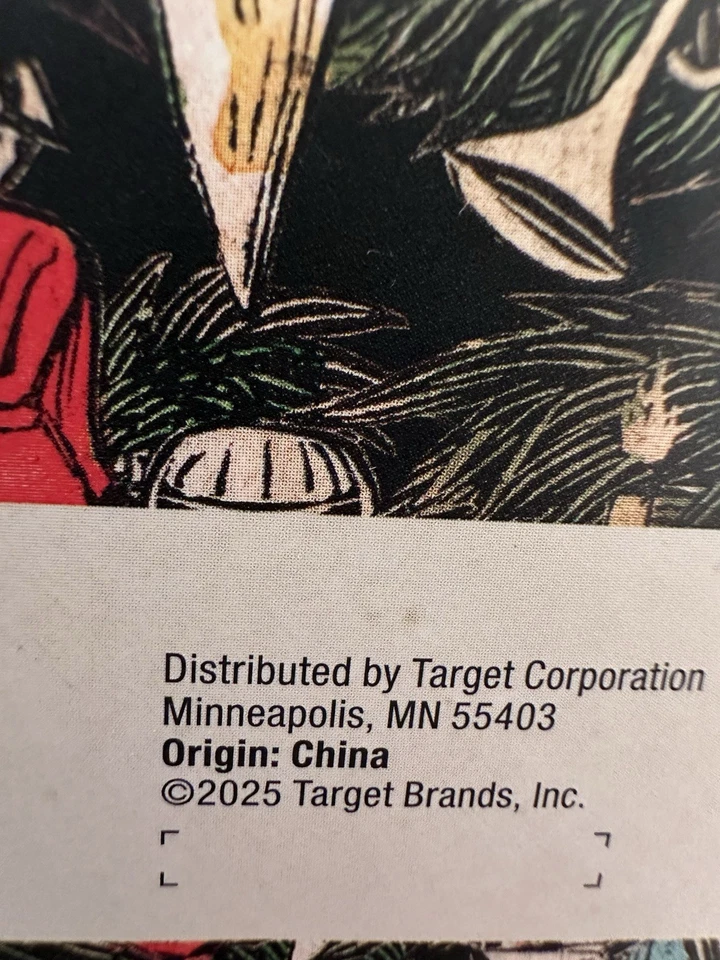 Distributed by Target Corporation
Minneapolis, MN 55403
Origin: China
©2025 Target Brands, Inc.